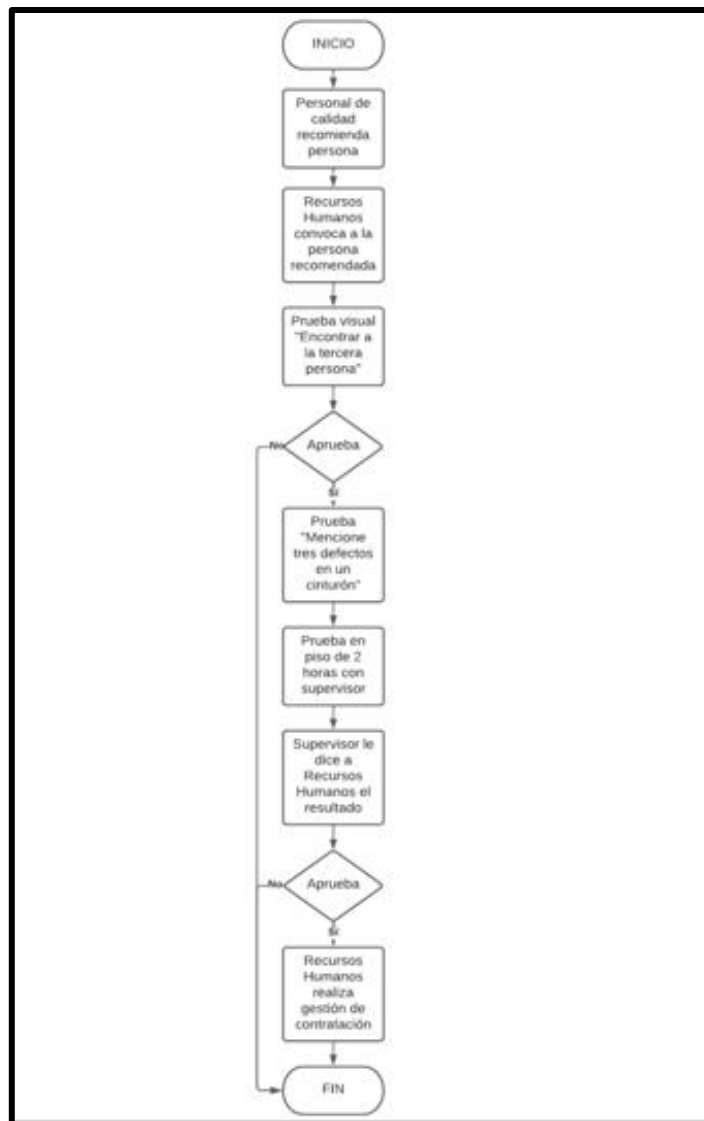 INICIO
Personal de
calidad
recomienda
persona
Recursos
Humanos
convoca a la
persona
recomendada
Prueba visual
"Encontrar a
la tercera
persona"
Aprueba
No
Sí
Prueba
"Mencione
tres defectos
en un
cinturón"
Prueba en
piso de 2
horas con
supervisor
Supervisor le
dice a
Recursos
Humanos el
resultado
Aprueba
No
Sí
Recursos
Humanos
realiza
gestión de
contralación
FIN